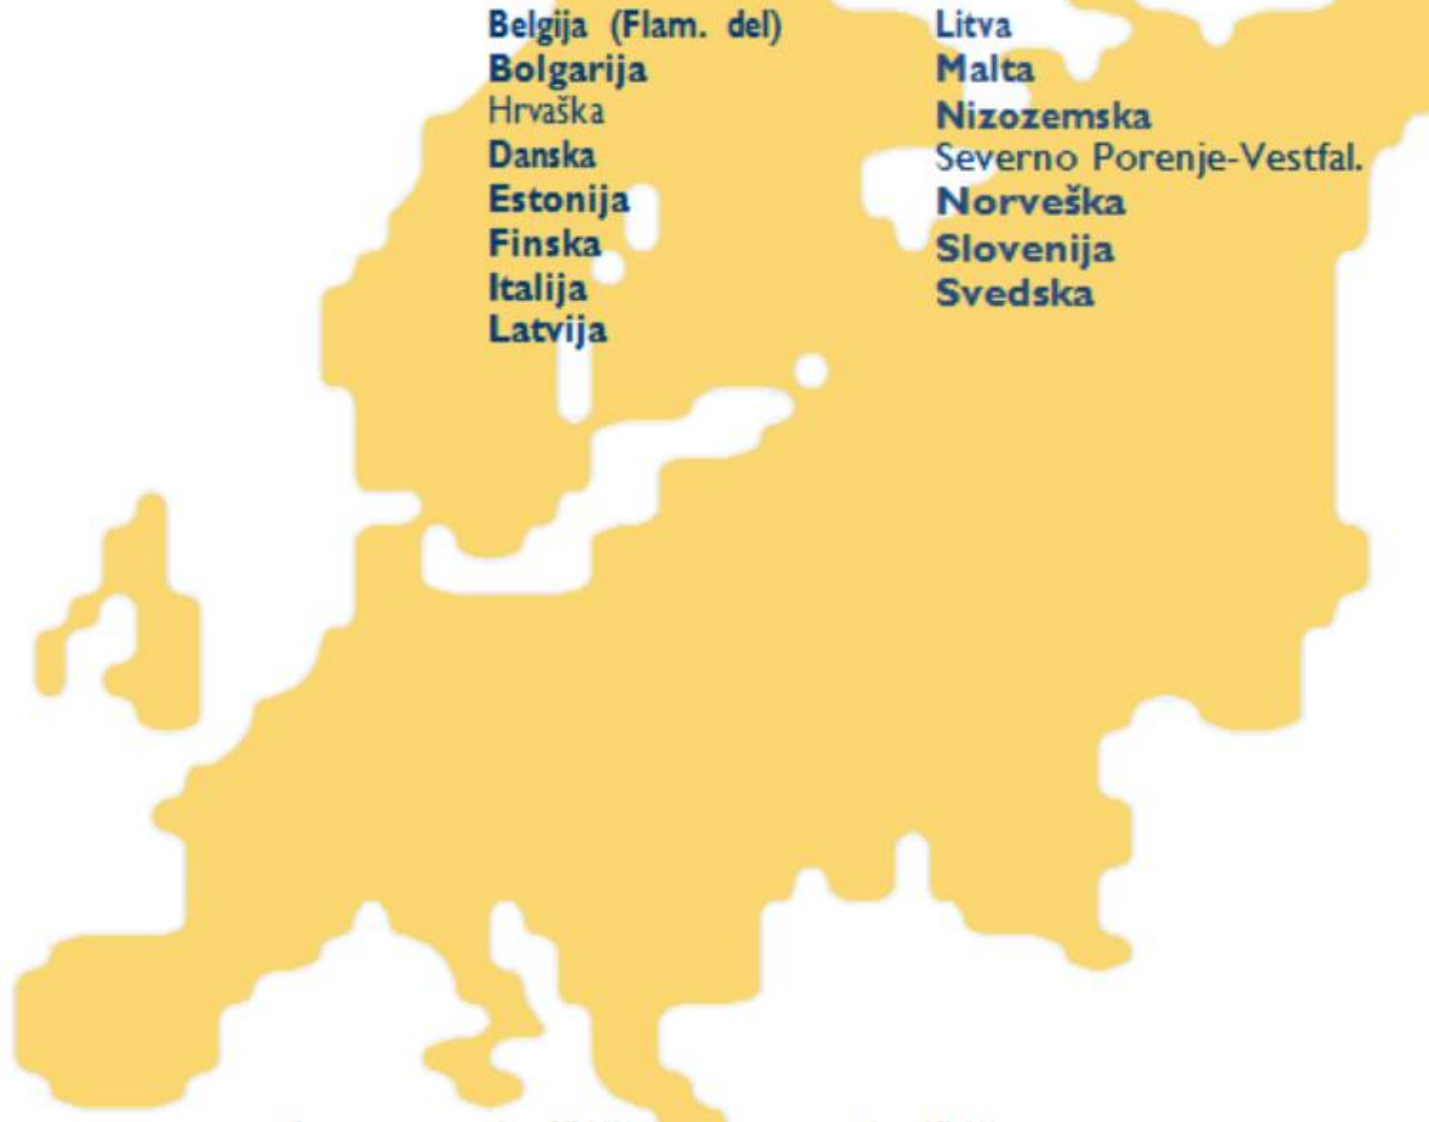 Belgija (Flam. del)
Bolgarija
Hrvaška
Danska
Estonija
Finska
Italija
Latvija
Litva
Malta
Nizozemska
Severno Porenje-Vestfal.
Norveška
Slovenija
Svedska